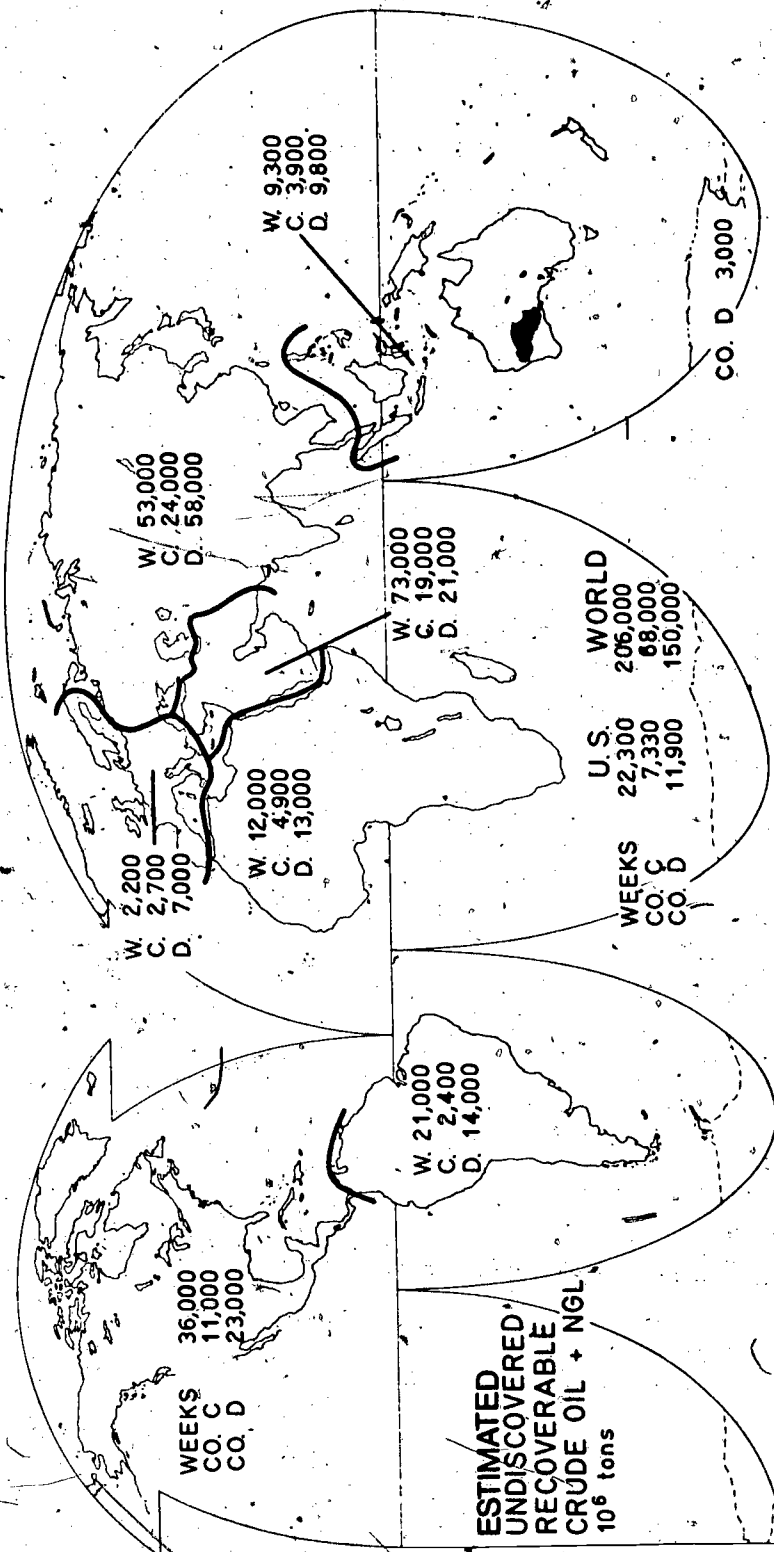 WEEKS 36,000
CO. C 11,000
CO. D 23,000
W. 2,200
C. 2,700
D. 7,000
W. 53,000
C. 24,000
D. 58,000
W. 9,300
C. 3,900
D. 9,800
W. 12,000
C. 4,900
D. 13,000
W. 73,000
C. 19,000
D. 21,000
W. 21,000
C. 2,400
D. 14,000
ESTIMATED
UNDISCOVERED
RECOVERABLE
CRUDE OIL + NGL
10⁶ tons
U.S. WORLD
WEEKS 22,300 206,000
CO. C 7,330 68,000
CO. D 11,900 150,000
CO. D 3,000